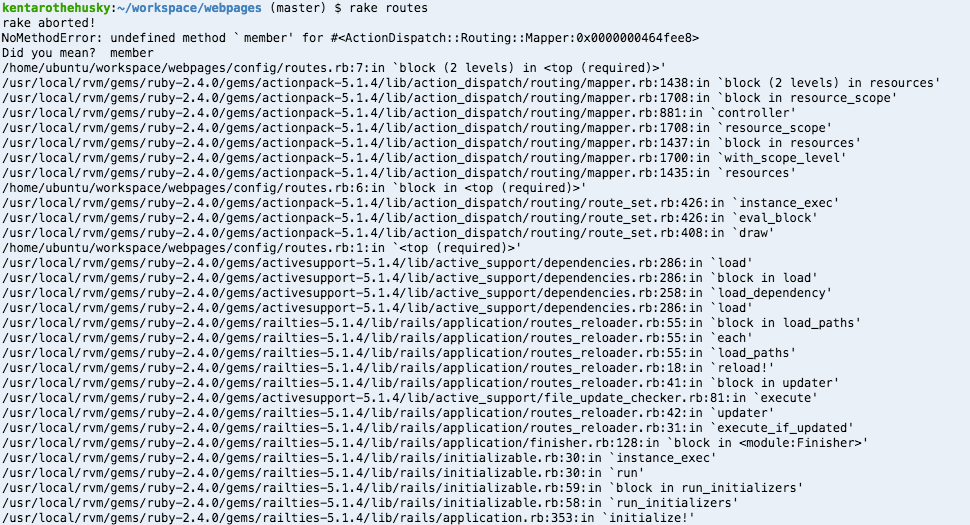 kentarothehusky:~/workspace/webpages (master) $ rake routes
rake aborted!
NoMethodError: undefined method `　member' for #<ActionDispatch::Routing::Mapper:0x0000000464fee8>
Did you mean?  member
/home/ubuntu/workspace/webpages/config/routes.rb:7:in `block (2 levels) in <top (required)>'
/usr/local/rvm/gems/ruby-2.4.0/gems/actionpack-5.1.4/lib/action_dispatch/routing/mapper.rb:1438:in `block (2 levels) in resources'
/usr/local/rvm/gems/ruby-2.4.0/gems/actionpack-5.1.4/lib/action_dispatch/routing/mapper.rb:1708:in `block in resource_scope'
/usr/local/rvm/gems/ruby-2.4.0/gems/actionpack-5.1.4/lib/action_dispatch/routing/mapper.rb:881:in `controller'
/usr/local/rvm/gems/ruby-2.4.0/gems/actionpack-5.1.4/lib/action_dispatch/routing/mapper.rb:1708:in `resource_scope'
/usr/local/rvm/gems/ruby-2.4.0/gems/actionpack-5.1.4/lib/action_dispatch/routing/mapper.rb:1437:in `block in resources'
/usr/local/rvm/gems/ruby-2.4.0/gems/actionpack-5.1.4/lib/action_dispatch/routing/mapper.rb:1700:in `with_scope_level'
/usr/local/rvm/gems/ruby-2.4.0/gems/actionpack-5.1.4/lib/action_dispatch/routing/mapper.rb:1435:in `resources'
/home/ubuntu/workspace/webpages/config/routes.rb:6:in `block in <top (required)>'
/usr/local/rvm/gems/ruby-2.4.0/gems/actionpack-5.1.4/lib/action_dispatch/routing/route_set.rb:426:in `instance_exec'
/usr/local/rvm/gems/ruby-2.4.0/gems/actionpack-5.1.4/lib/action_dispatch/routing/route_set.rb:426:in `eval_block'
/usr/local/rvm/gems/ruby-2.4.0/gems/actionpack-5.1.4/lib/action_dispatch/routing/route_set.rb:408:in `draw'
/home/ubuntu/workspace/webpages/config/routes.rb:1:in `<top (required)>'
/usr/local/rvm/gems/ruby-2.4.0/gems/activesupport-5.1.4/lib/active_support/dependencies.rb:286:in `load'
/usr/local/rvm/gems/ruby-2.4.0/gems/activesupport-5.1.4/lib/active_support/dependencies.rb:286:in `block in load'
/usr/local/rvm/gems/ruby-2.4.0/gems/activesupport-5.1.4/lib/active_support/dependencies.rb:258:in `load_dependency'
/usr/local/rvm/gems/ruby-2.4.0/gems/activesupport-5.1.4/lib/active_support/dependencies.rb:286:in `load'
/usr/local/rvm/gems/ruby-2.4.0/gems/railties-5.1.4/lib/rails/application/routes_reloader.rb:55:in `block in load_paths'
/usr/local/rvm/gems/ruby-2.4.0/gems/railties-5.1.4/lib/rails/application/routes_reloader.rb:55:in `each'
/usr/local/rvm/gems/ruby-2.4.0/gems/railties-5.1.4/lib/rails/application/routes_reloader.rb:55:in `load_paths'
/usr/local/rvm/gems/ruby-2.4.0/gems/railties-5.1.4/lib/rails/application/routes_reloader.rb:18:in `reload!'
/usr/local/rvm/gems/ruby-2.4.0/gems/railties-5.1.4/lib/rails/application/routes_reloader.rb:41:in `block in updater'
/usr/local/rvm/gems/ruby-2.4.0/gems/activesupport-5.1.4/lib/active_support/file_update_checker.rb:81:in `execute'
/usr/local/rvm/gems/ruby-2.4.0/gems/railties-5.1.4/lib/rails/application/routes_reloader.rb:42:in `updater'
/usr/local/rvm/gems/ruby-2.4.0/gems/railties-5.1.4/lib/rails/application/routes_reloader.rb:31:in `execute_if_updated'
/usr/local/rvm/gems/ruby-2.4.0/gems/railties-5.1.4/lib/rails/application/finisher.rb:128:in `block in <module:Finisher>'
/usr/local/rvm/gems/ruby-2.4.0/gems/railties-5.1.4/lib/rails/initializable.rb:30:in `instance_exec'
/usr/local/rvm/gems/ruby-2.4.0/gems/railties-5.1.4/lib/rails/initializable.rb:30:in `run'
/usr/local/rvm/gems/ruby-2.4.0/gems/railties-5.1.4/lib/rails/initializable.rb:59:in `block in run_initializers'
/usr/local/rvm/gems/ruby-2.4.0/gems/railties-5.1.4/lib/rails/initializable.rb:58:in `run_initializers'
/usr/local/rvm/gems/ruby-2.4.0/gems/railties-5.1.4/lib/rails/application.rb:353:in `initialize!'